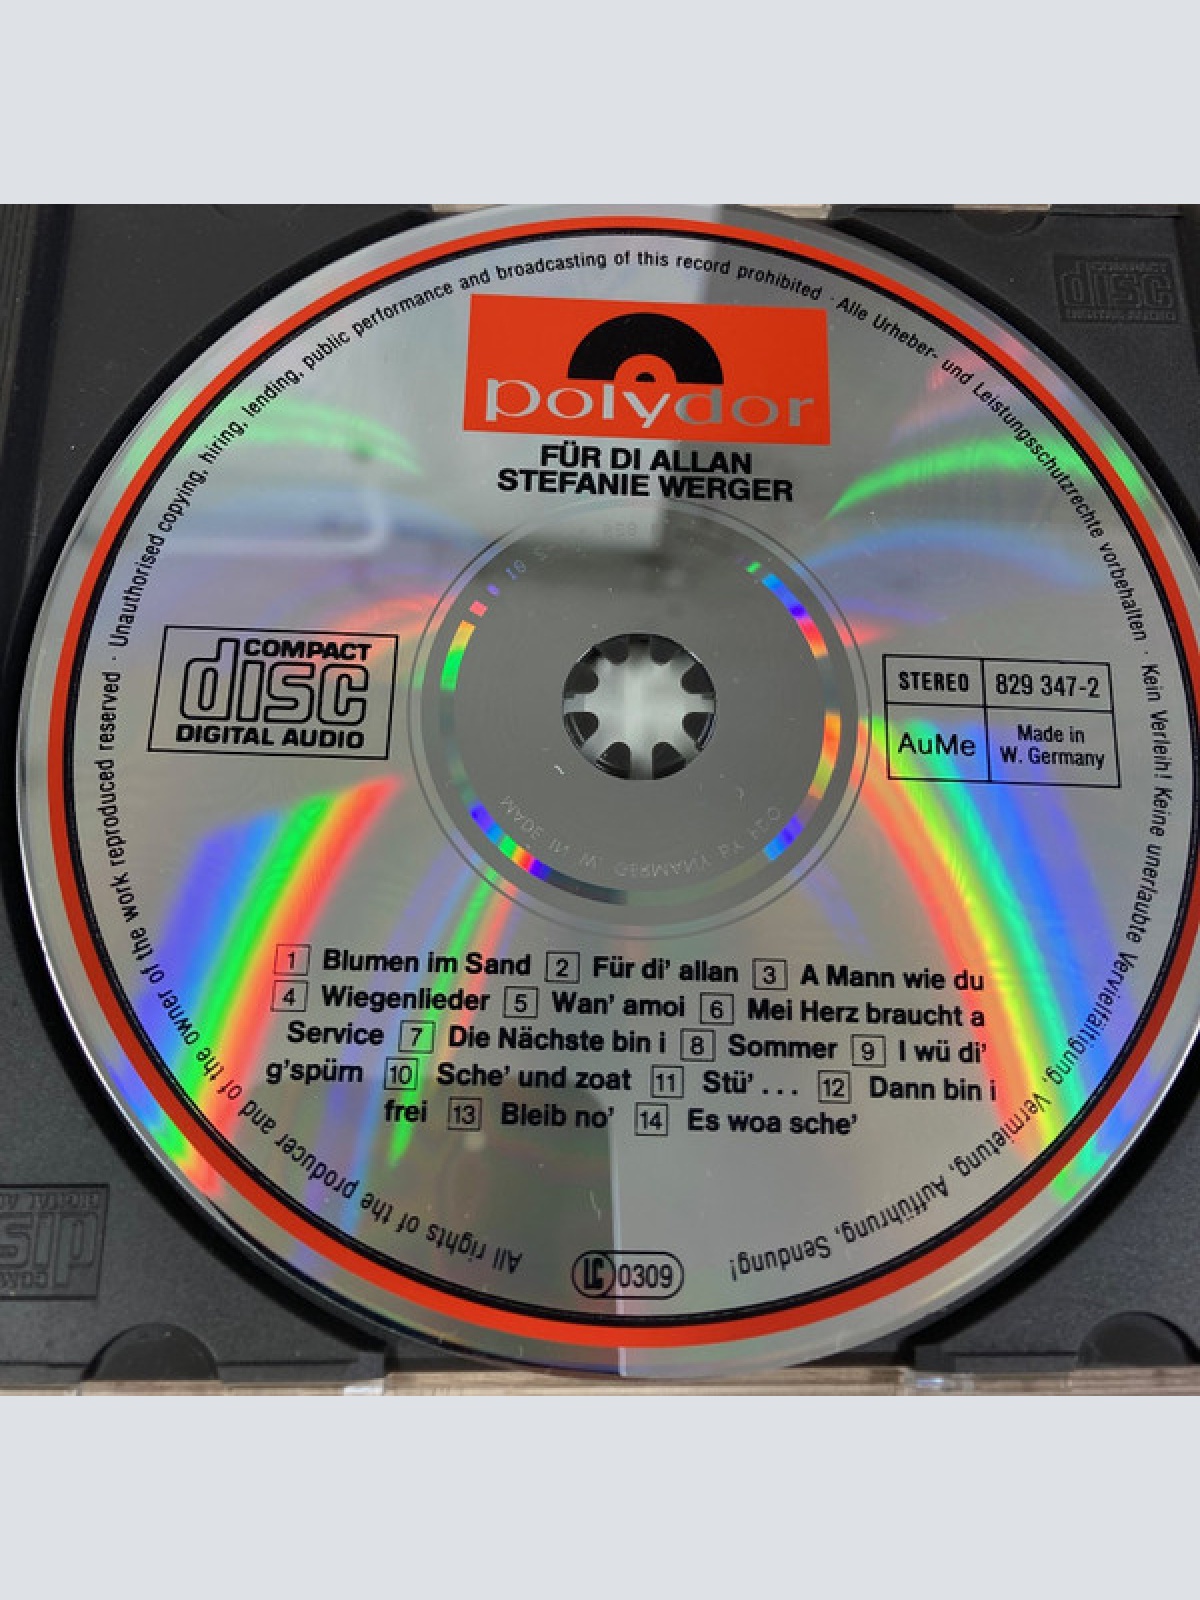 All rights of the producer and of the owner of the work reproduced reserved · Unauthorised copying, hiring, lending, public performance and broadcasting of this record prohibited · Alle Urheber- und Leistungsschutzrechte vorbehalten · Kein Verleih! Keine unerlaubte Vervielfältigung, Vermietung, Aufführung, Sendung!
polydor
FÜR DI ALLAN
STEFANIE WERGER
COMPACT
disc
DIGITAL AUDIO
STEREO 829 347-2
AuMe Made in
W. Germany
MADE IN W. GERMANY BY
1 Blumen im Sand 2 Für di' allan 3 A Mann wie du
4 Wiegenlieder 5 Wan' amoi 6 Mei Herz braucht a
Service 7 Die Nächste bin i 8 Sommer 9 I wü di'
g'spürn 10 Sche' und zoat 11 Stü' . . . 12 Dann bin i
frei 13 Bleib no' 14 Es woa sche'
LC 0309
COMPACT
disc
DIGITAL AUDIO